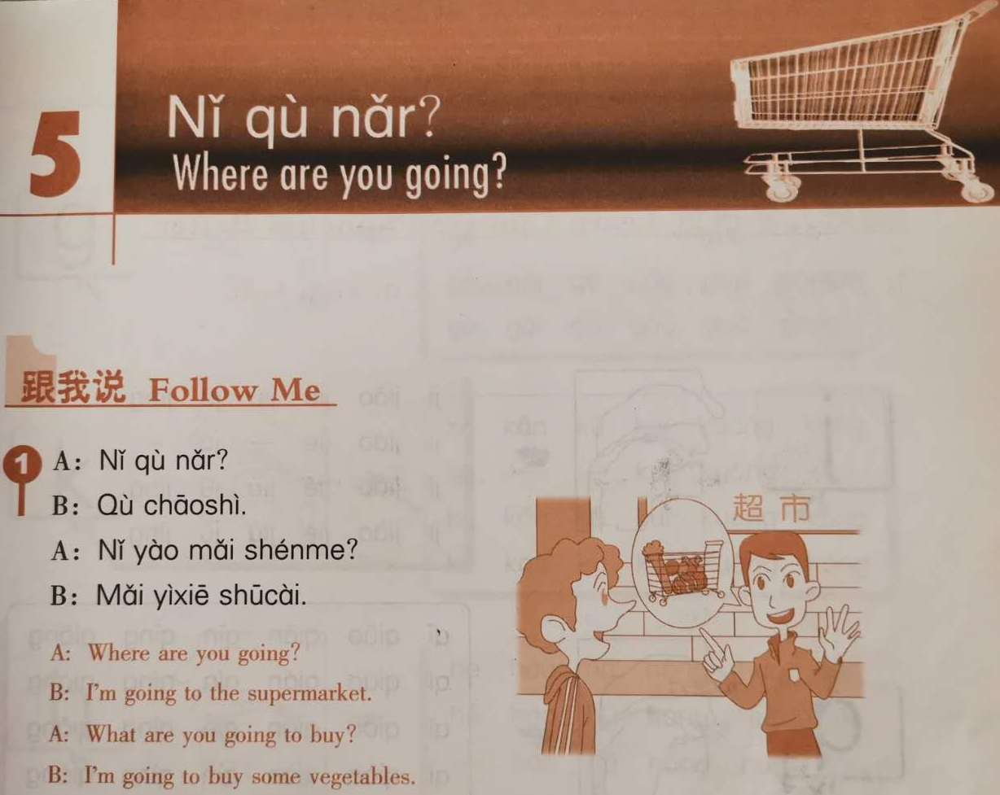 5
Nǐ qù nǎr?
Where are you going?
跟我说 Follow Me
1 A: Nǐ qù nǎr?
B: Qù chāoshì.
A: Nǐ yào mǎi shénme?
B: Mǎi yìxiē shūcài.
A: Where are you going?
B: I'm going to the supermarket.
A: What are you going to buy?
B: I'm going to buy some vegetables.
超市